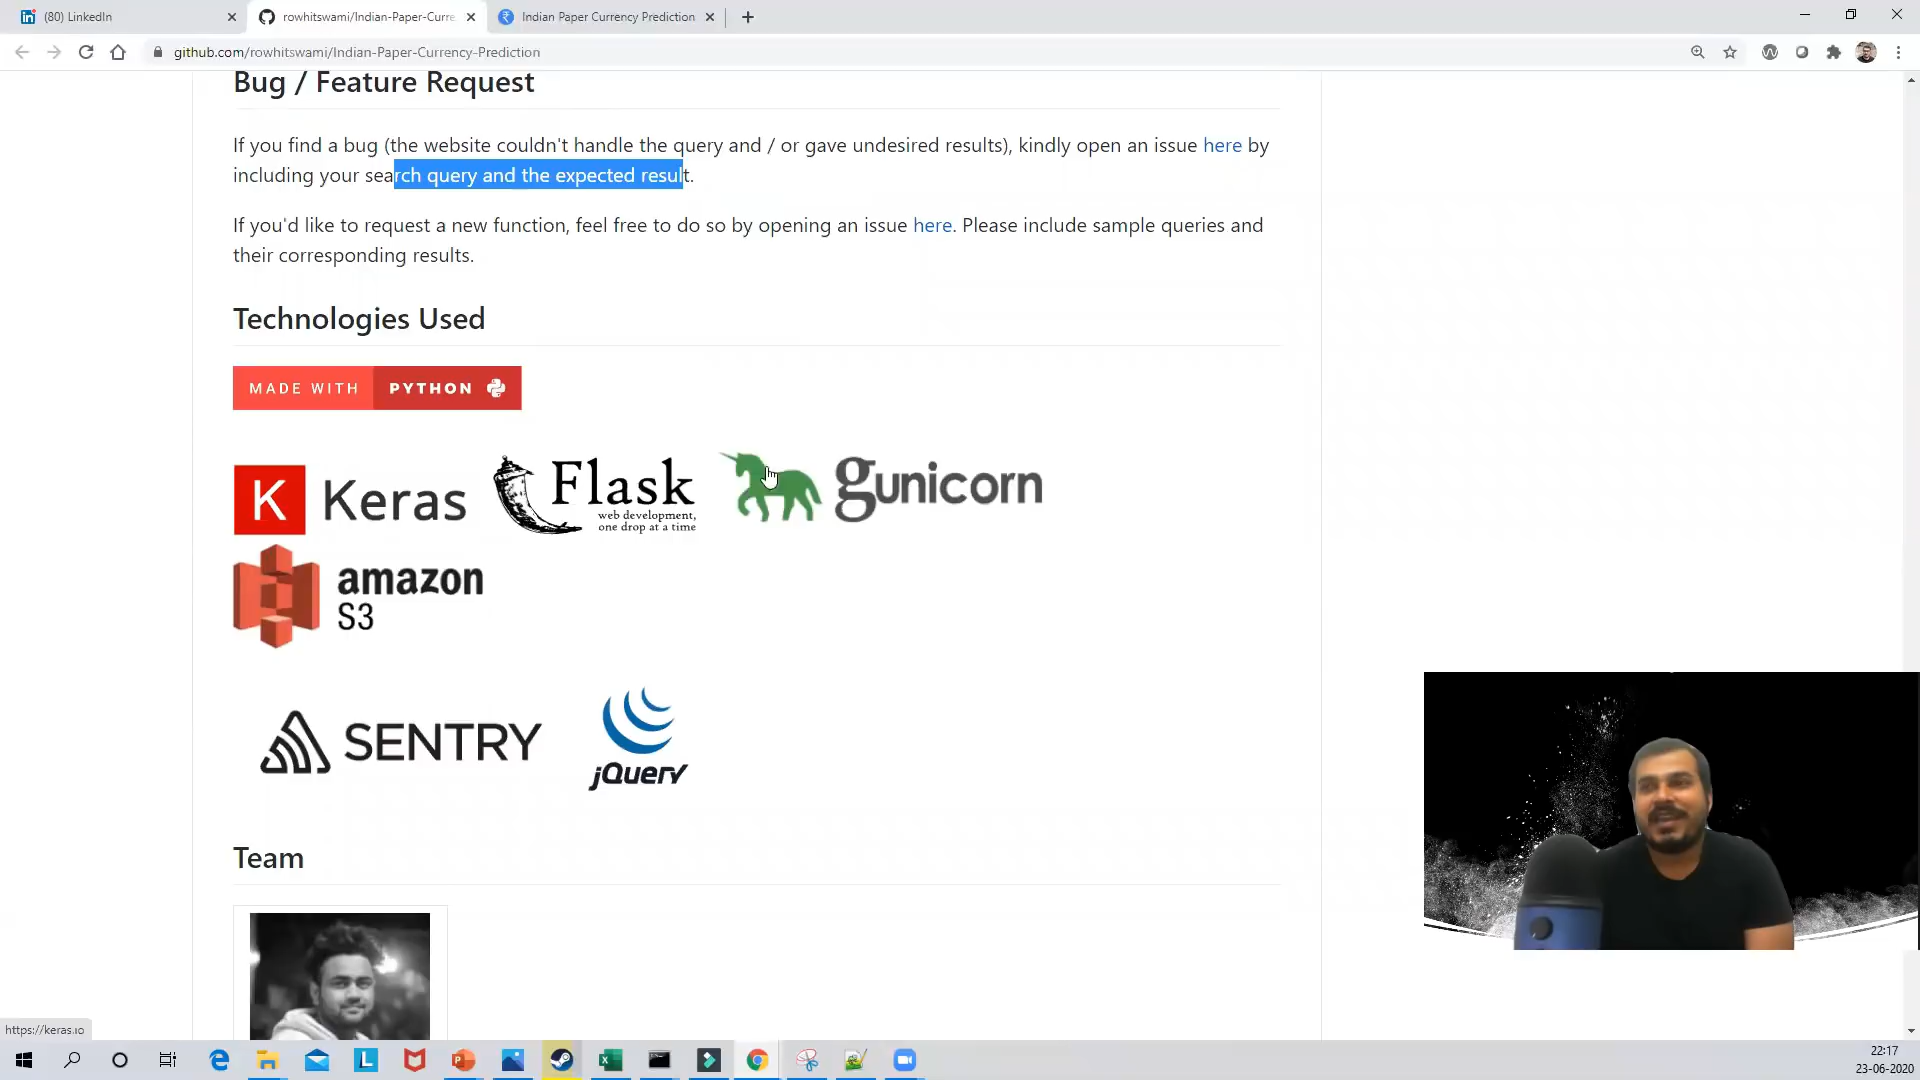 (80) LinkedIn
rowhitswami/Indian-Paper-Curre
Indian Paper Currency Prediction
github.com/rowhitswami/Indian-Paper-Currency-Prediction
Bug / Feature Request
If you find a bug (the website couldn't handle the query and / or gave undesired results), kindly open an issue here by
including your search query and the expected result.
If you'd like to request a new function, feel free to do so by opening an issue here. Please include sample queries and
their corresponding results.
Technologies Used
MADE WITH PYTHON
Keras
Flask
web development,
one drop at a time
gunicorn
amazon
S3
SENTRY
jQuery
Team
https://keras.io
22:17
23-06-2020